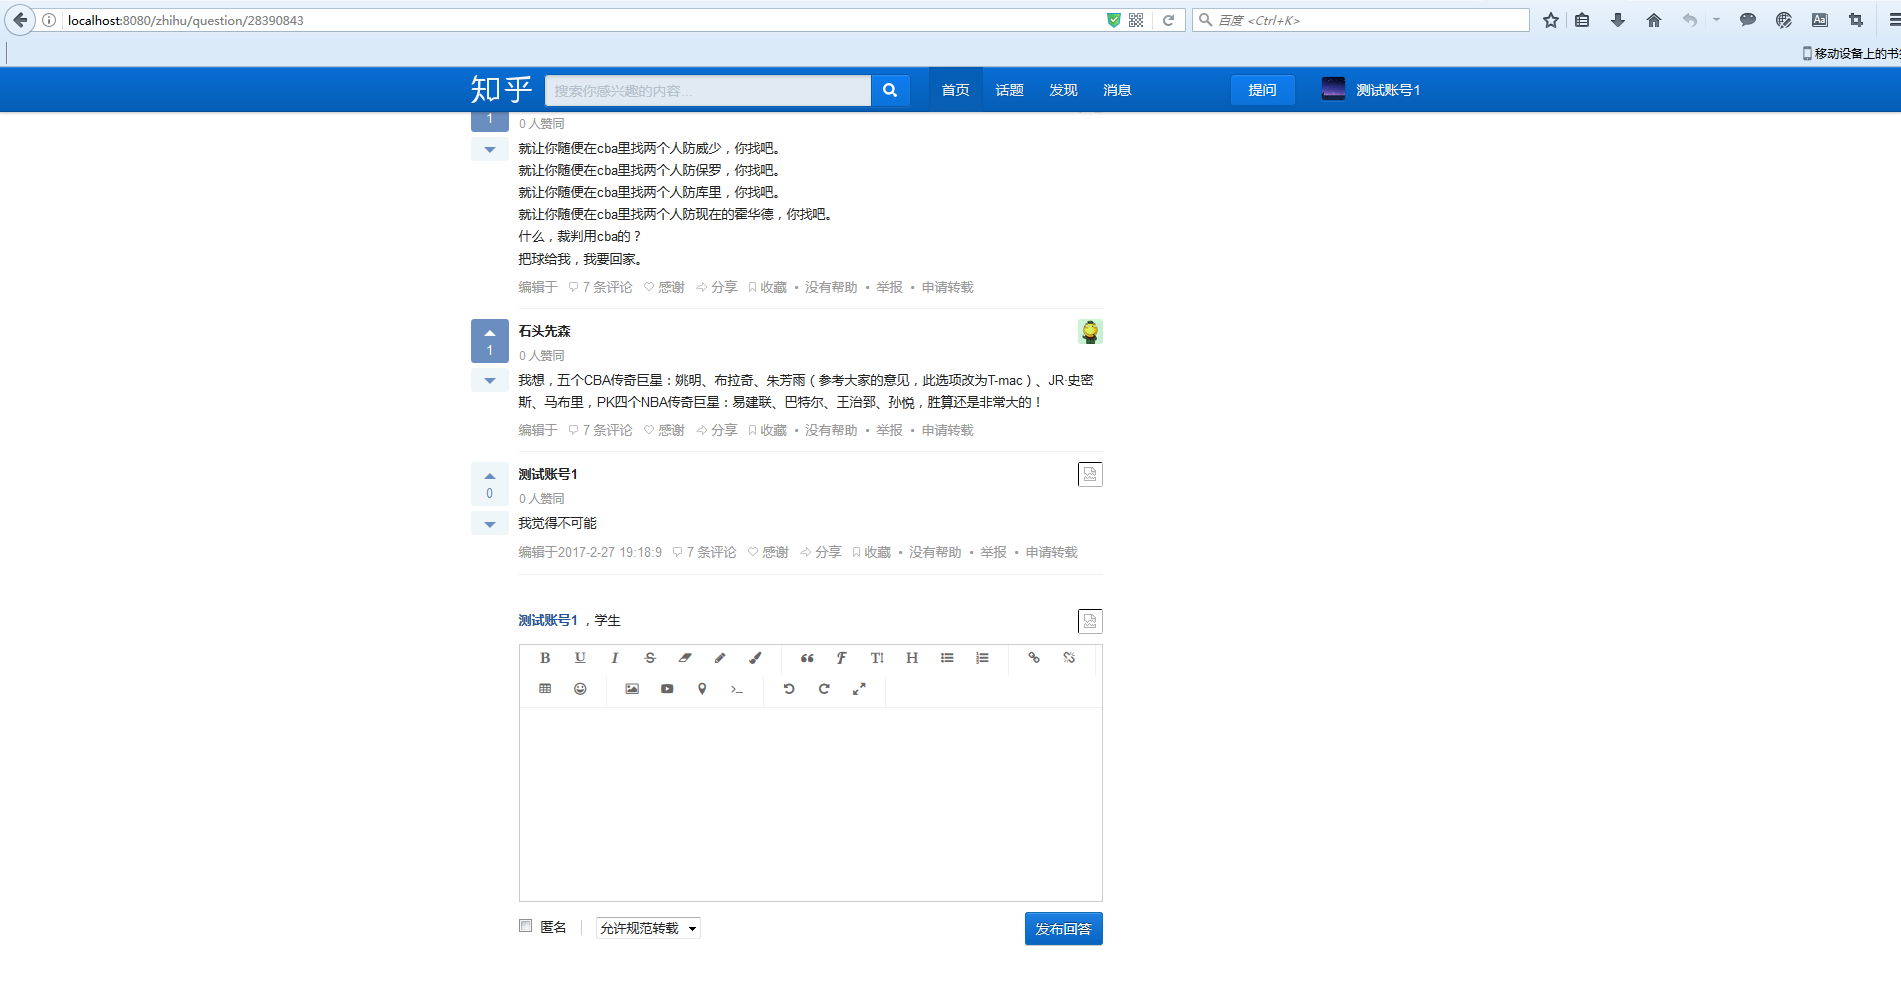 localhost:8080/zhihu/question/28390843
百度 <Ctrl+K>
移动设备上的书
知乎
搜索你感兴趣的内容...
首页
话题
发现
消息
提问
测试账号1
1
0 人赞同
就让你随便在cba里找两个人防威少，你找吧。
就让你随便在cba里找两个人防保罗，你找吧。
就让你随便在cba里找两个人防库里，你找吧。
就让你随便在cba里找两个人防现在的霍华德，你找吧。
什么，裁判用cba的？
把球给我，我要回家。
编辑于 7 条评论 感谢 分享 收藏 • 没有帮助 • 举报 • 申请转载
石头先森
1
0 人赞同
我想，五个CBA传奇巨星：姚明、布拉奇、朱芳雨（参考大家的意见，此选项改为T-mac）、JR·史密
斯、马布里，PK四个NBA传奇巨星：易建联、巴特尔、王治郅、孙悦，胜算还是非常大的！
编辑于 7 条评论 感谢 分享 收藏 • 没有帮助 • 举报 • 申请转载
测试账号1
0
0 人赞同
我觉得不可能
编辑于2017-2-27 19:18:9 7 条评论 感谢 分享 收藏 • 没有帮助 • 举报 • 申请转载
测试账号1 ，学生
匿名
允许规范转载
发布回答